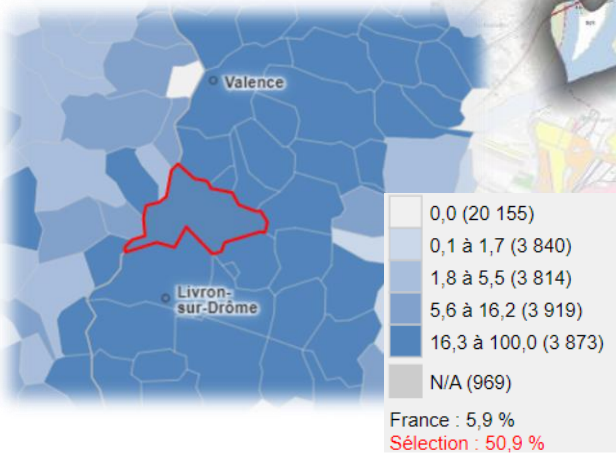 Valence
Livron-
sur-Drôme
0,0 (20 155)
0,1 à 1,7 (3 840)
1,8 à 5,5 (3 814)
5,6 à 16,2 (3 919)
16,3 à 100,0 (3 873)
N/A (969)
France : 5,9 %
Sélection : 50,9 %